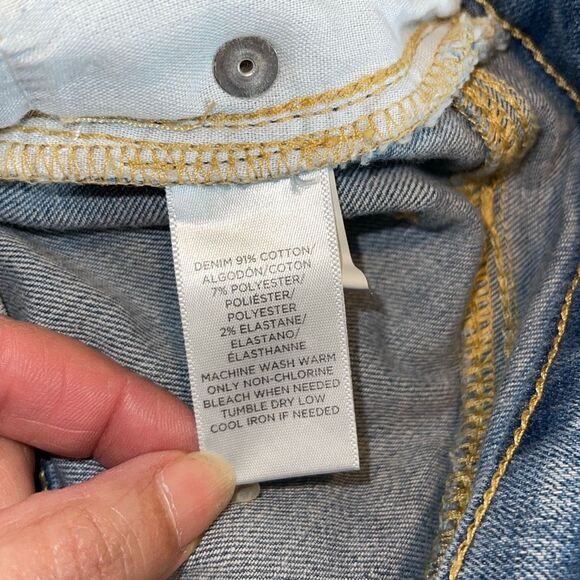 DENIM 91% COTTON/
ALGODÓN/COTON
7% POLYESTER/
POLIÉSTER/
POLYESTER
2% ELASTANE/
ELASTANO/
ÉLASTHANNE
MACHINE WASH WARM
ONLY NON-CHLORINE
BLEACH WHEN NEEDED
TUMBLE DRY LOW
COOL IRON IF NEEDED